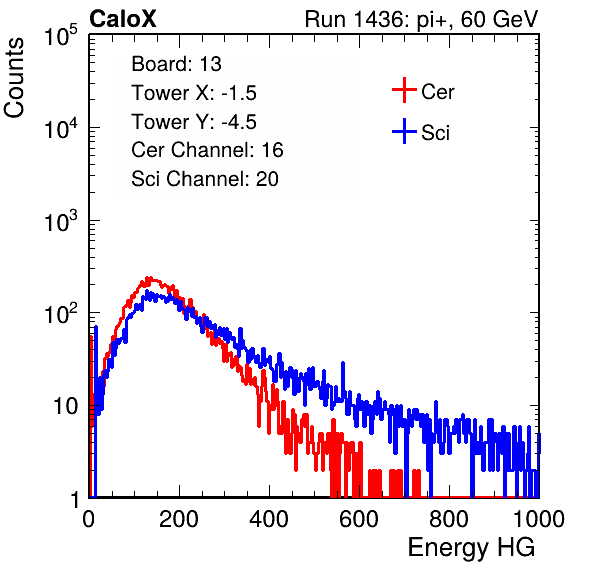 CaloX Run 1436: pi+, 60 GeV
Counts
Board: 13
Tower X: -1.5
Tower Y: -4.5
Cer Channel: 16
Sci Channel: 20
Cer
Sci
10^5
10^4
10^3
10^2
10
1
0 200 400 600 800 1000
Energy HG